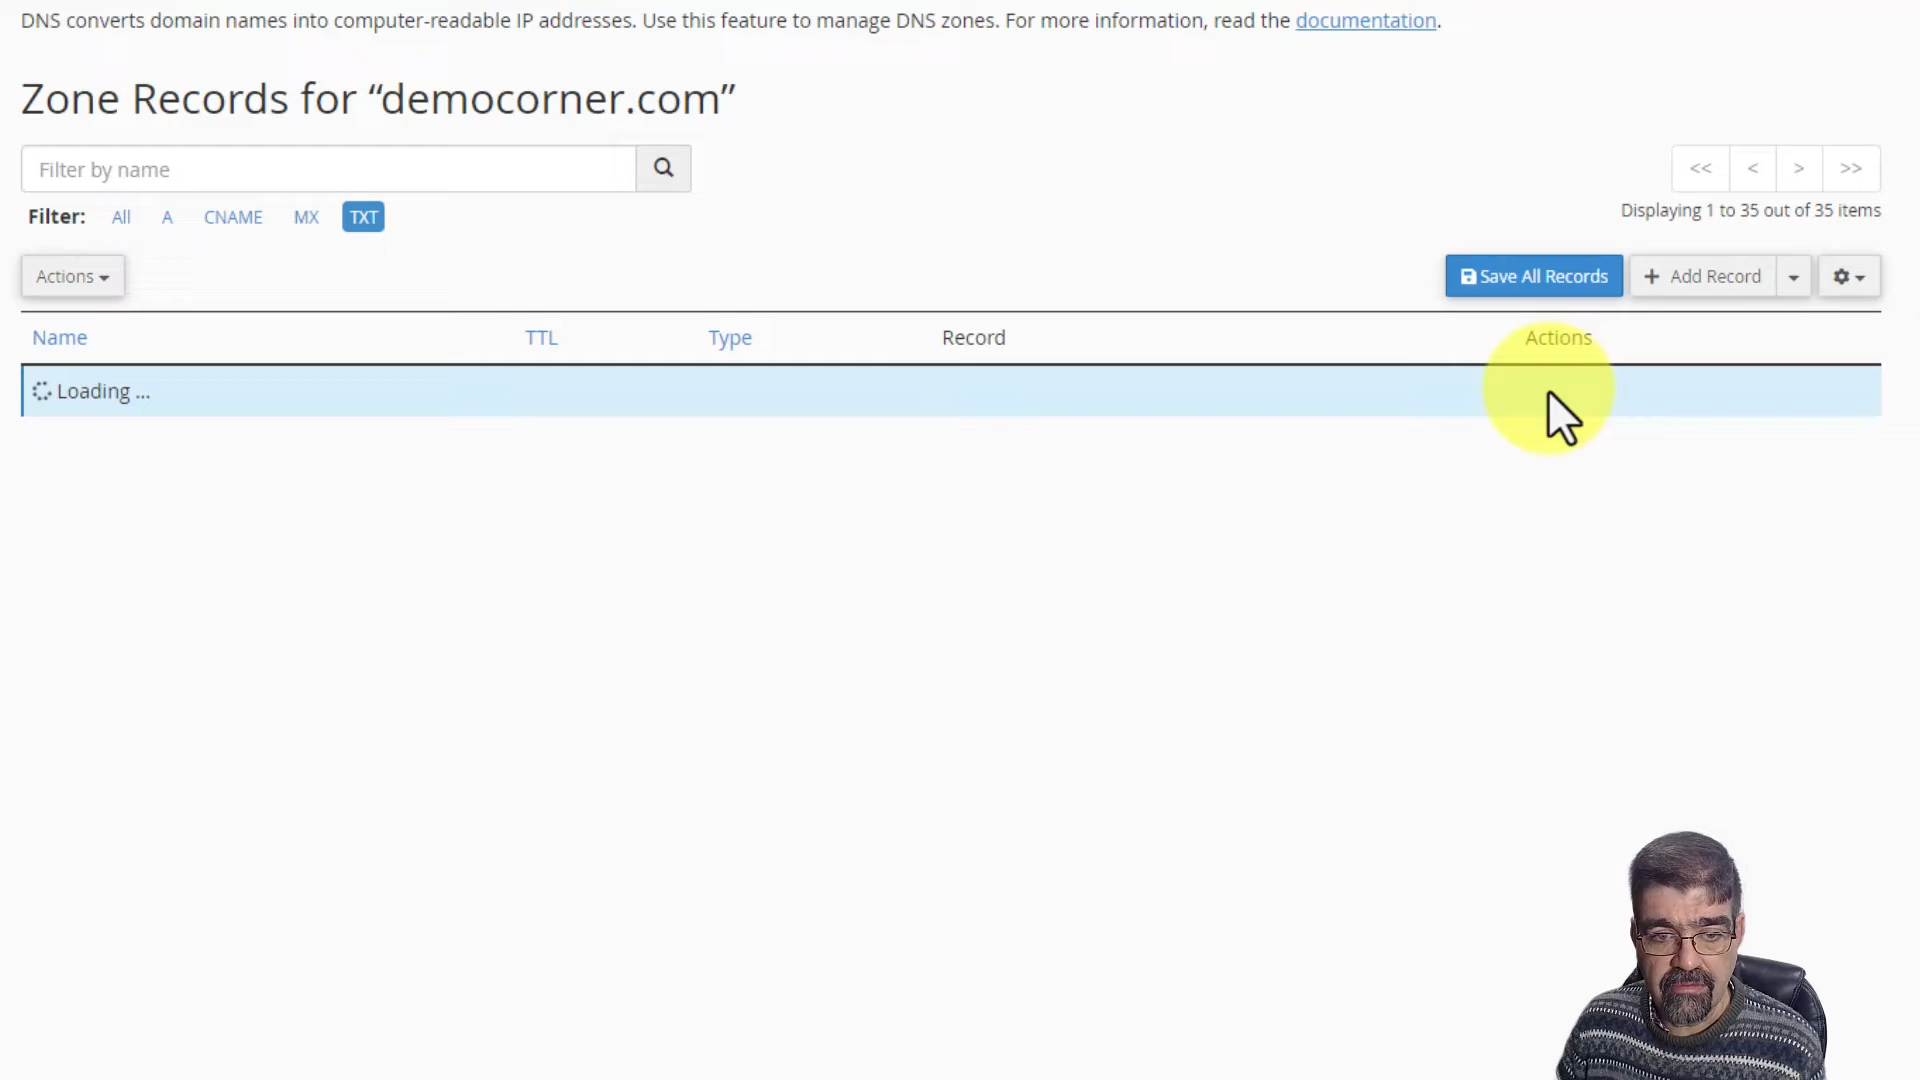 DNS converts domain names into computer-readable IP addresses. Use this feature to manage DNS zones. For more information, read the documentation.
Zone Records for “democorner.com”
Filter by name
<< < > >>
Filter: All A CNAME MX TXT
Displaying 1 to 35 out of 35 items
Actions
Save All Records
+ Add Record
Name TTL Type Record Actions
Loading ...